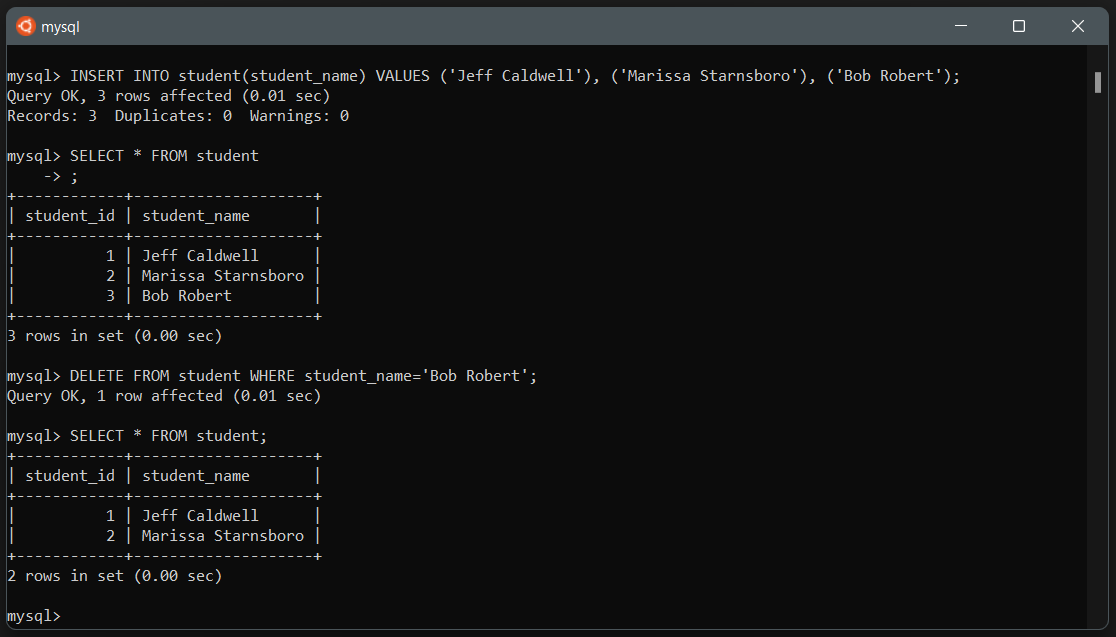 mysql
mysql> INSERT INTO student(student_name) VALUES ('Jeff Caldwell'), ('Marissa Starnsboro'), ('Bob Robert');
Query OK, 3 rows affected (0.01 sec)
Records: 3  Duplicates: 0  Warnings: 0
mysql> SELECT * FROM student
    -> ;
+------------+--------------------+
| student_id | student_name       |
+------------+--------------------+
|          1 | Jeff Caldwell      |
|          2 | Marissa Starnsboro |
|          3 | Bob Robert         |
+------------+--------------------+
3 rows in set (0.00 sec)
mysql> DELETE FROM student WHERE student_name='Bob Robert';
Query OK, 1 row affected (0.01 sec)
mysql> SELECT * FROM student;
+------------+--------------------+
| student_id | student_name       |
+------------+--------------------+
|          1 | Jeff Caldwell      |
|          2 | Marissa Starnsboro |
+------------+--------------------+
2 rows in set (0.00 sec)
mysql>